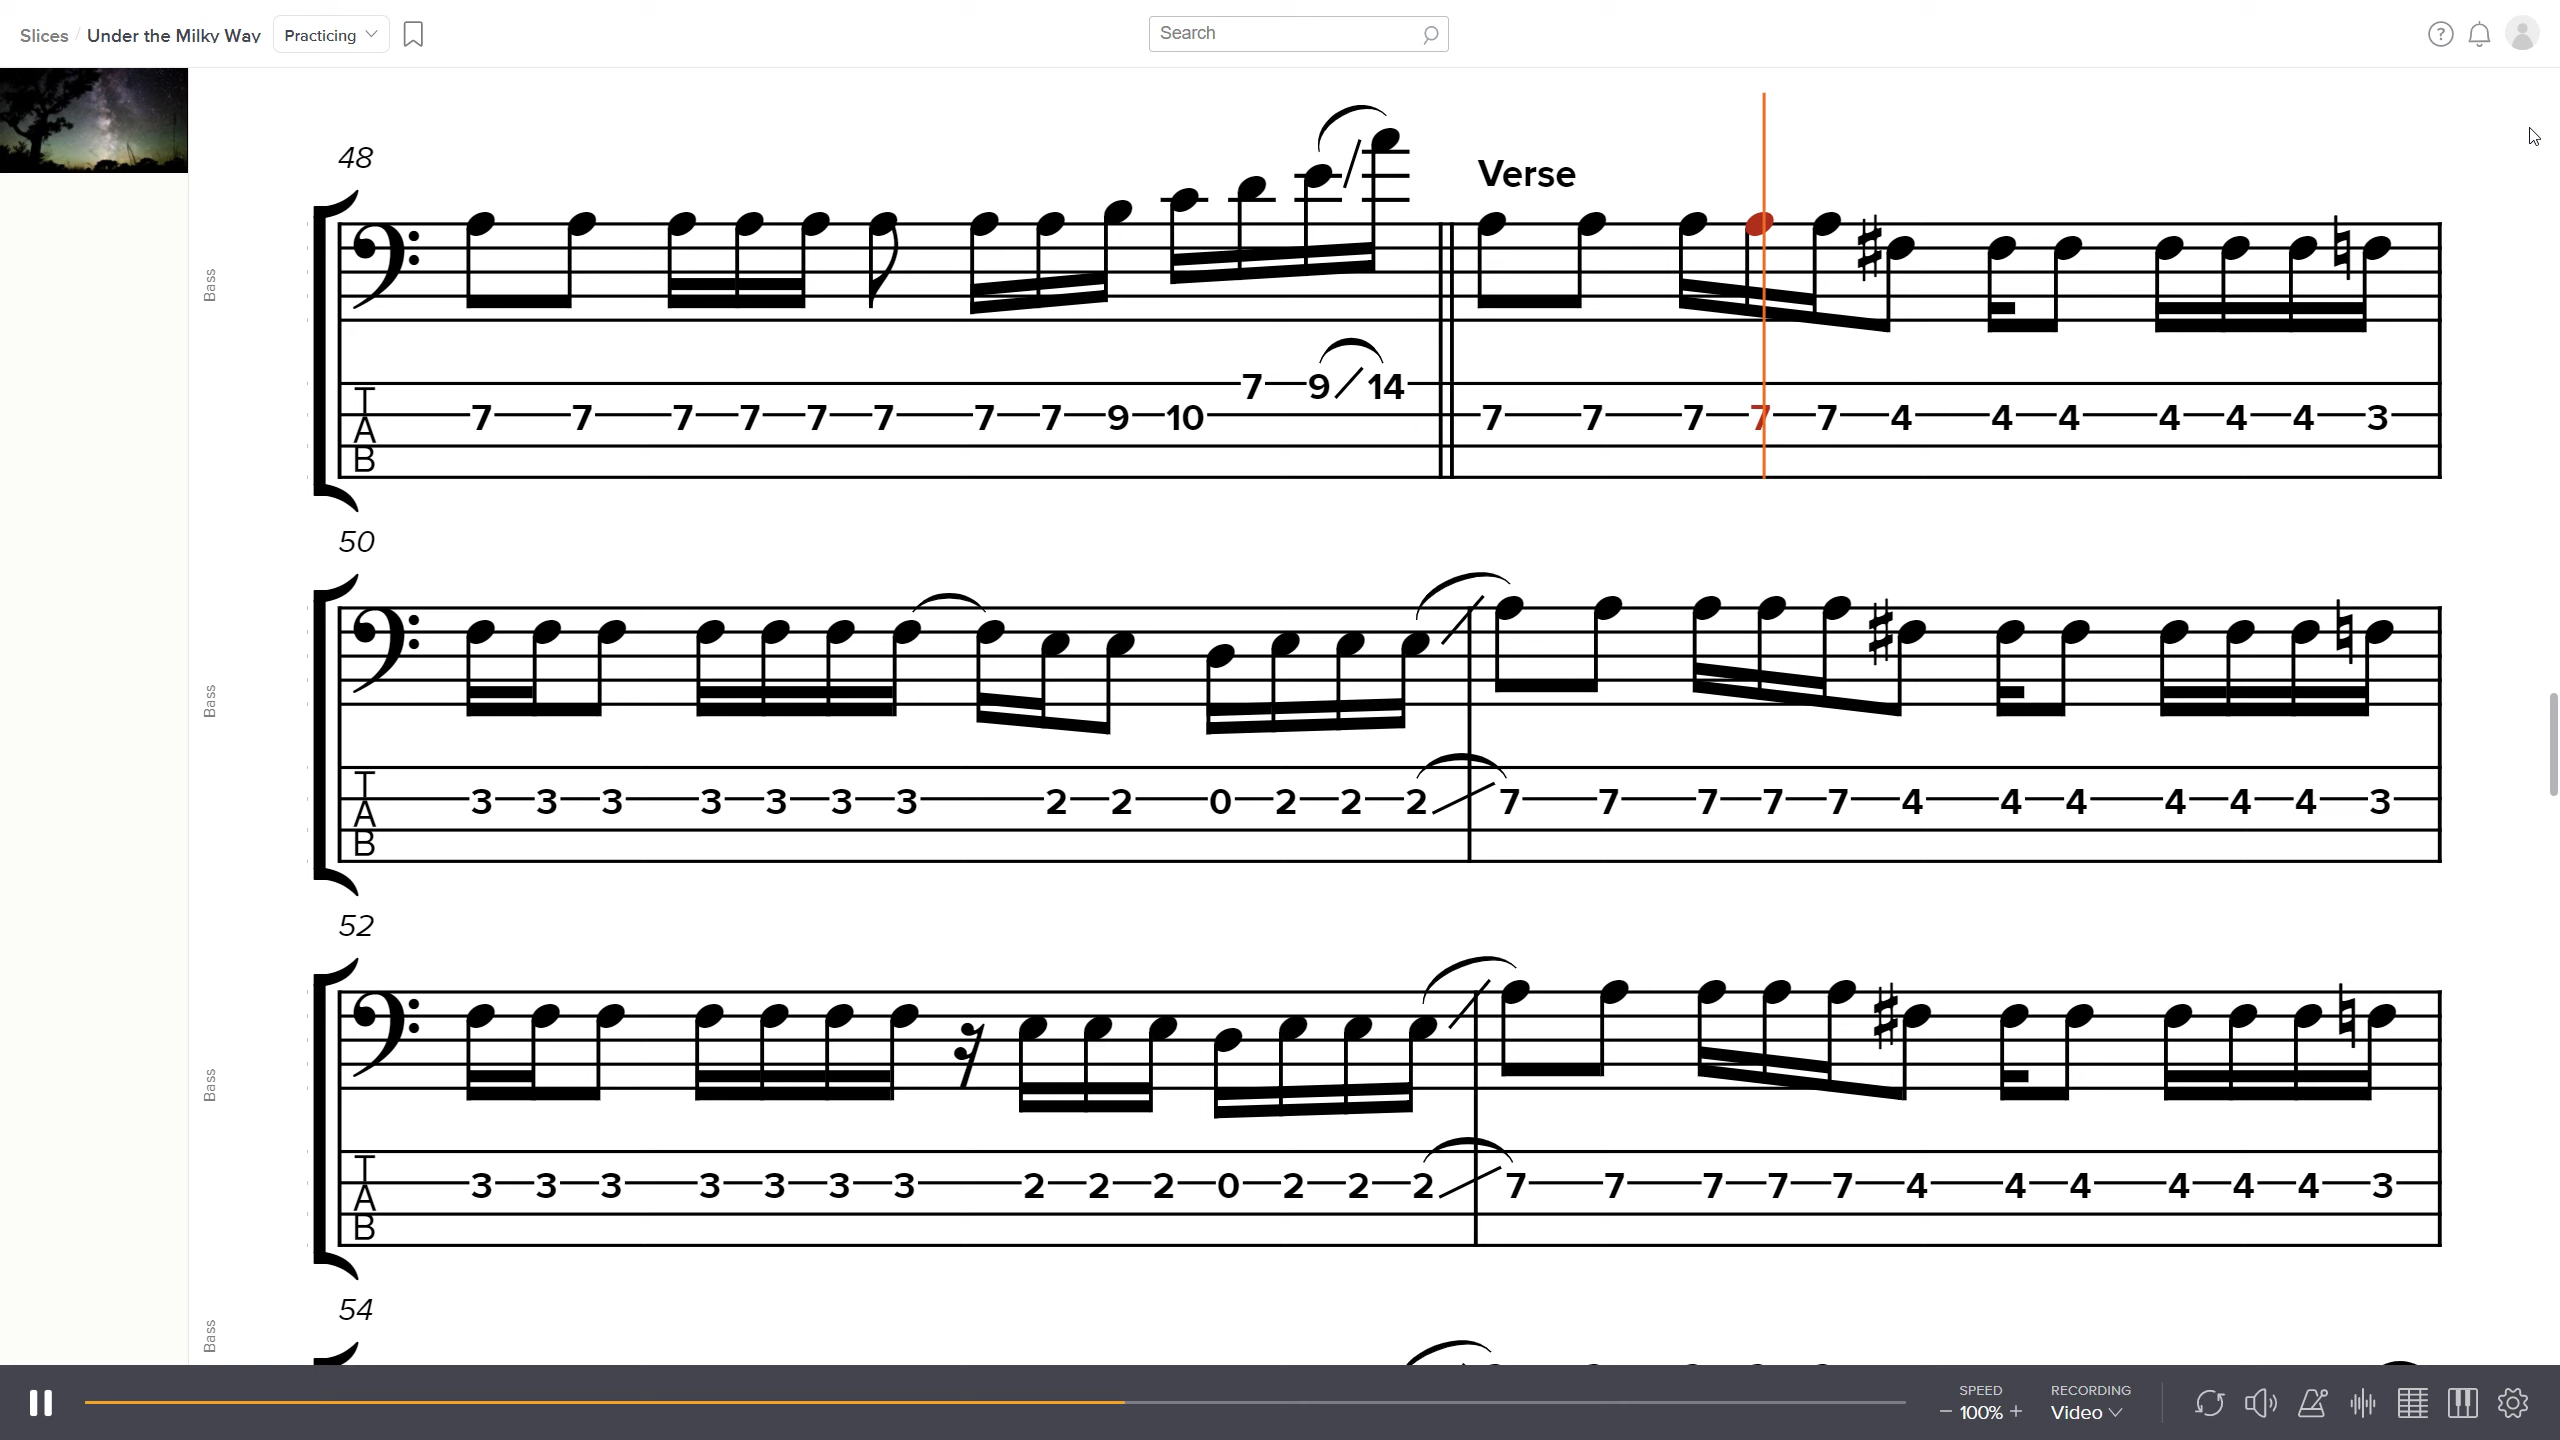 Slices / Under the Milky Way Practicing Search ?
48
Verse
Bass
7 9 14
7 7 7 7 7 7 7 7 9 10 7 7 7 7 7 4 4 4 4 4 4 3
T
A
B
50
Bass
3 3 3 3 3 3 3 2 2 0 2 2 2 7 7 7 7 7 4 4 4 4 4 4 3
T
A
B
52
Bass
3 3 3 3 3 3 3 2 2 2 0 2 2 2 7 7 7 7 7 4 4 4 4 4 4 3
T
A
B
54
Bass
SPEED RECORDING
− 100% + Video